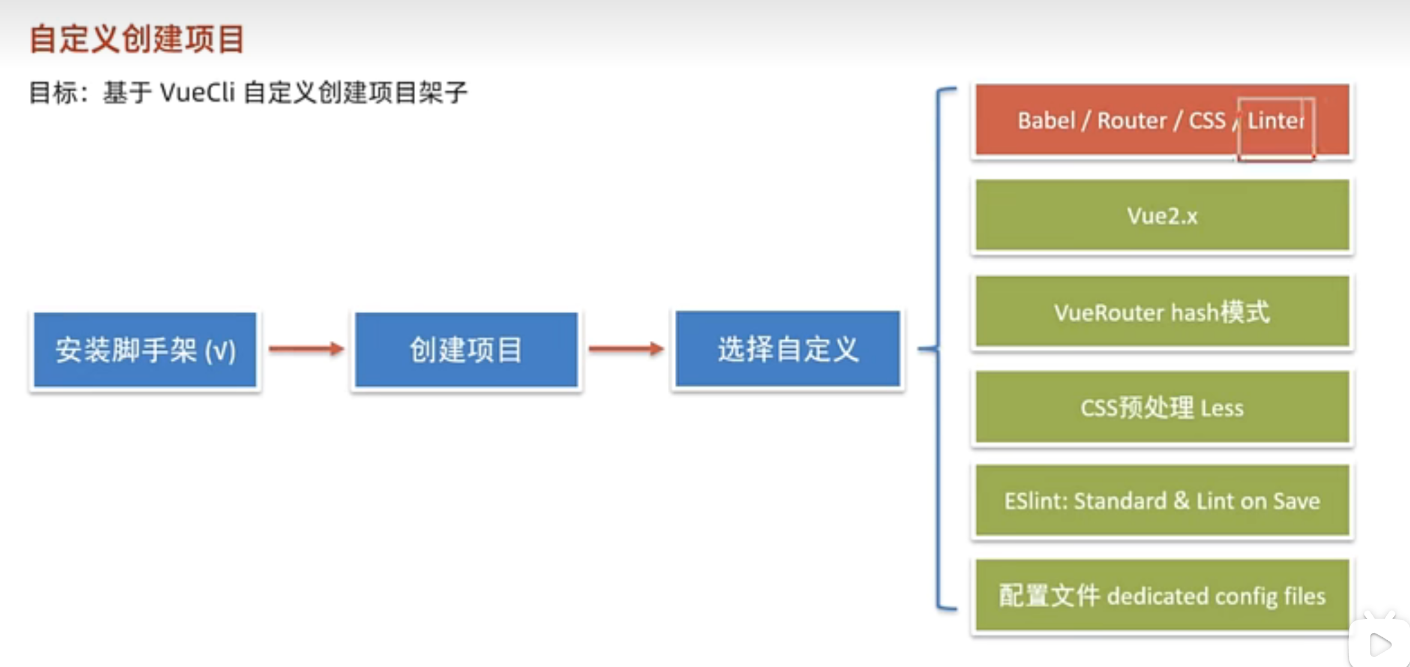 自定义创建项目
目标：基于 VueCli 自定义创建项目架子
安装脚手架 (√)
创建项目
选择自定义
Babel / Router / CSS / Linter
Vue2.x
VueRouter hash模式
CSS预处理 Less
ESlint: Standard & Lint on Save
配置文件 dedicated config files